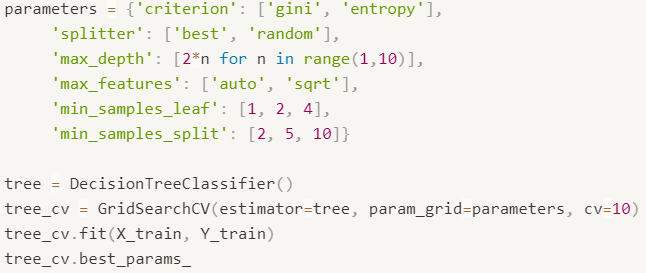 parameters = {'criterion': ['gini', 'entropy'],
     'splitter': ['best', 'random'],
     'max_depth': [2*n for n in range(1,10)],
     'max_features': ['auto', 'sqrt'],
     'min_samples_leaf': [1, 2, 4],
     'min_samples_split': [2, 5, 10]}

tree = DecisionTreeClassifier()
tree_cv = GridSearchCV(estimator=tree, param_grid=parameters, cv=10)
tree_cv.fit(X_train, Y_train)
tree_cv.best_params_